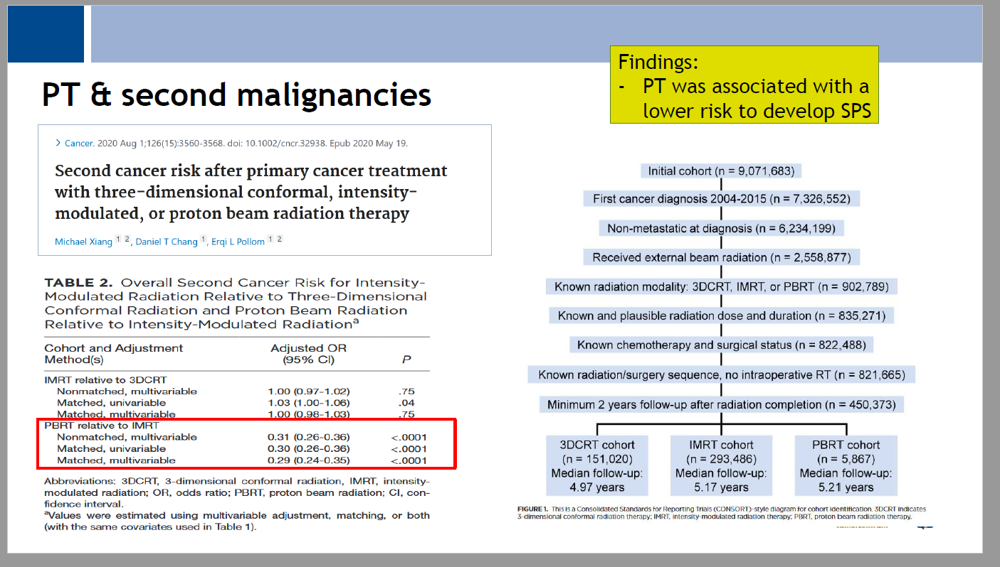 PT & second malignancies
Findings:
- PT was associated with a
lower risk to develop SPS
> Cancer. 2020 Aug 1;126(15):3560-3568. doi: 10.1002/cncr.32938. Epub 2020 May 19.
Second cancer risk after primary cancer treatment
with three-dimensional conformal, intensity-
modulated, or proton beam radiation therapy
Michael Xiang 1 2, Daniel T Chang 1, Erqi L Pollom 1 2
TABLE 2. Overall Second Cancer Risk for Intensity-
Modulated Radiation Relative to Three-Dimensional
Conformal Radiation and Proton Beam Radiation
Relative to Intensity-Modulated Radiationa
Cohort and Adjustment Adjusted OR
Method(s) (95% CI) P
IMRT relative to 3DCRT
Nonmatched, multivariable 1.00 (0.97-1.02) .75
Matched, univariable 1.03 (1.00-1.06) .04
Matched, multivariable 1.00 (0.98-1.03) .75
PBRT relative to IMRT
Nonmatched, multivariable 0.31 (0.26-0.36) <.0001
Matched, univariable 0.30 (0.26-0.36) <.0001
Matched, multivariable 0.29 (0.24-0.35) <.0001
Abbreviations: 3DCRT, 3-dimensional conformal radiation, IMRT, intensity-
modulated radiation; OR, odds ratio; PBRT, proton beam radiation; CI, con-
fidence interval.
aValues were estimated using multivariable adjustment, matching, or both
(with the same covariates used in Table 1).
Initial cohort (n = 9,071,683)
First cancer diagnosis 2004-2015 (n = 7,326,552)
Non-metastatic at diagnosis (n = 6,234,199)
Received external beam radiation (n = 2,558,877)
Known radiation modality: 3DCRT, IMRT, or PBRT (n = 902,789)
Known and plausible radiation dose and duration (n = 835,271)
Known chemotherapy and surgical status (n = 822,488)
Known radiation/surgery sequence, no intraoperative RT (n = 821,665)
Minimum 2 years follow-up after radiation completion (n = 450,373)
3DCRT cohort
(n = 151,020)
Median follow-up:
4.97 years
IMRT cohort
(n = 293,486)
Median follow-up:
5.17 years
PBRT cohort
(n = 5,867)
Median follow-up:
5.21 years
FIGURE 1. This is a Consolidated Standards for Reporting Trials (CONSORT)-style diagram for cohort identification. 3DCRT indicates
3-dimensional conformal radiation therapy; IMRT, intensity-modulated radiation therapy; PBRT, proton beam radiation therapy.